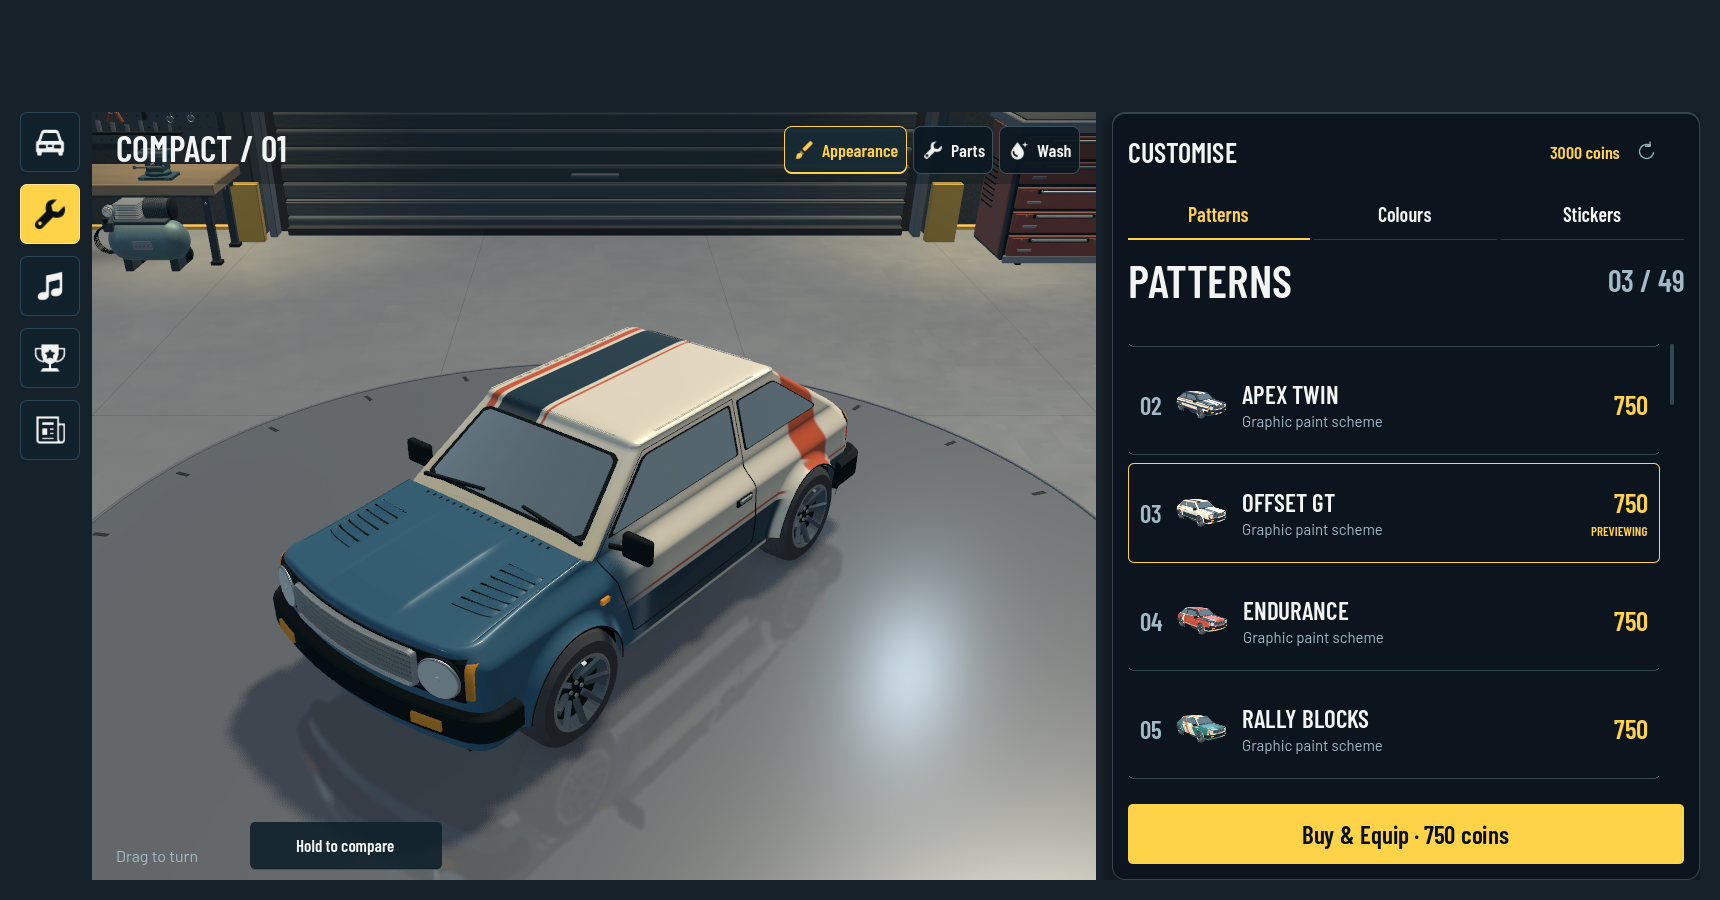 COMPACT / 01
Appearance
Parts
Wash
Drag to turn
Hold to compare
CUSTOMISE
3000 coins
Patterns
Colours
Stickers
PATTERNS
03 / 49
02
APEX TWIN
Graphic paint scheme
750
03
OFFSET GT
Graphic paint scheme
750
PREVIEWING
04
ENDURANCE
Graphic paint scheme
750
05
RALLY BLOCKS
Graphic paint scheme
750
Buy & Equip · 750 coins